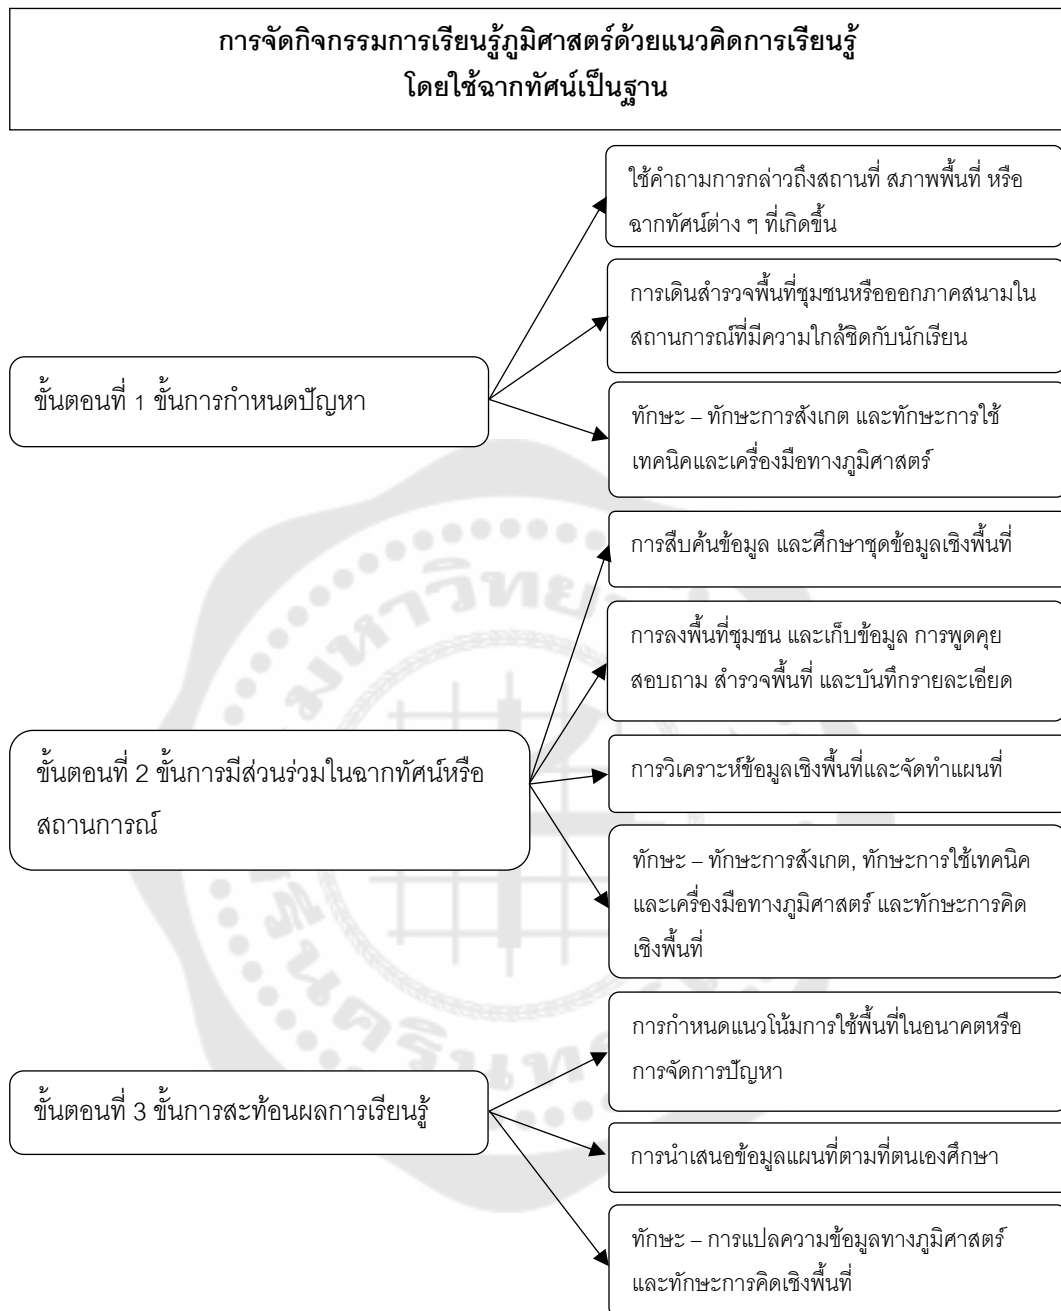 การจัดกิจกรรมการเรียนรู้ภูมิศาสตร์ด้วยแนวคิดการเรียนรู้
โดยใช้ฉากทัศน์เป็นฐาน
ขั้นตอนที่ 1 ขั้นการกำหนดปัญหา
ใช้คำถามการกล่าวถึงสถานที่ สภาพพื้นที่ หรือ
ฉากทัศน์ต่าง ๆ ที่เกิดขึ้น
การเดินสำรวจพื้นที่ชุมชนหรือออกภาคสนามใน
สถานการณ์ที่มีความใกล้ชิดกับนักเรียน
ทักษะ – ทักษะการสังเกต และทักษะการใช้
เทคนิคและเครื่องมือทางภูมิศาสตร์
ขั้นตอนที่ 2 ขั้นการมีส่วนร่วมในฉากทัศน์หรือ
สถานการณ์
การสืบค้นข้อมูล และศึกษาชุดข้อมูลเชิงพื้นที่
การลงพื้นที่ชุมชน และเก็บข้อมูล การพูดคุย
สอบถาม สำรวจพื้นที่ และบันทึกรายละเอียด
การวิเคราะห์ข้อมูลเชิงพื้นที่และจัดทำแผนที่
ทักษะ – ทักษะการสังเกต, ทักษะการใช้เทคนิค
และเครื่องมือทางภูมิศาสตร์ และทักษะการคิด
เชิงพื้นที่
ขั้นตอนที่ 3 ขั้นการสะท้อนผลการเรียนรู้
การกำหนดแนวโน้มการใช้พื้นที่ในอนาคตหรือ
การจัดการปัญหา
การนำเสนอข้อมูลแผนที่ตามที่ตนเองศึกษา
ทักษะ – การแปลความข้อมูลทางภูมิศาสตร์
และทักษะการคิดเชิงพื้นที่